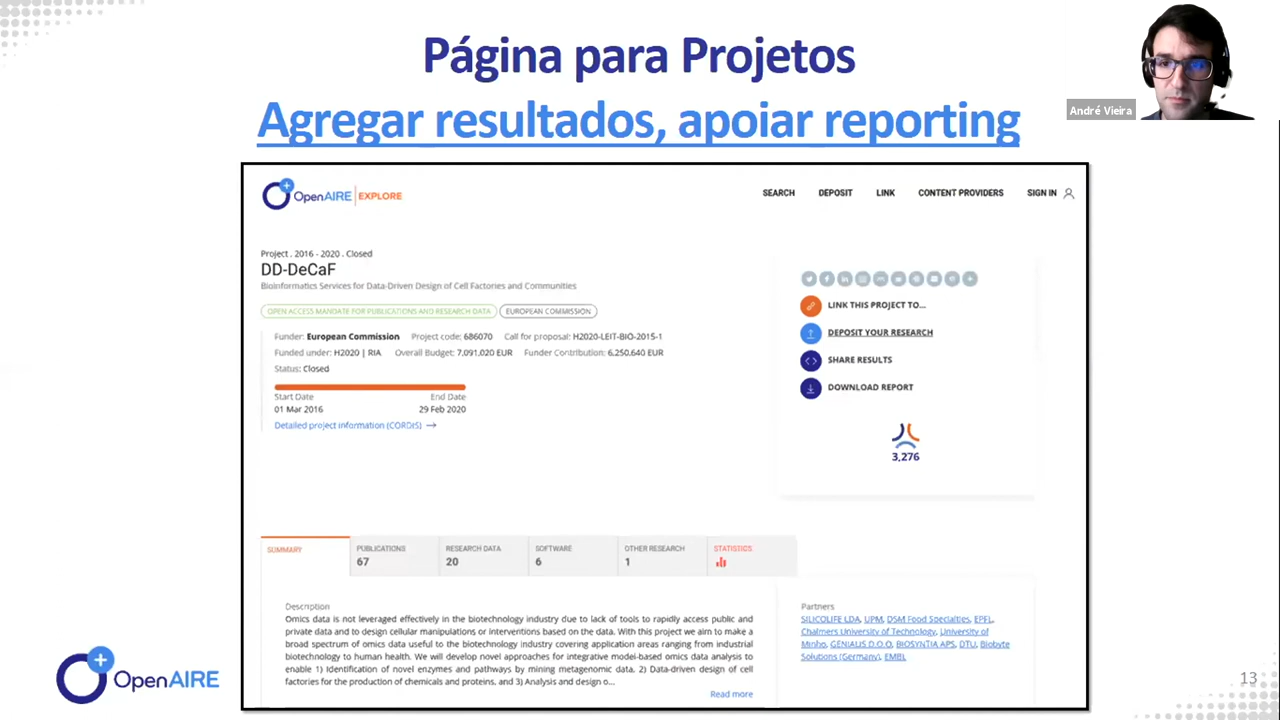 Página para Projetos
Agregar resultados, apoiar reporting
André Vieira
OpenAIRE EXPLORE
SEARCH DEPOSIT LINK CONTENT PROVIDERS SIGN IN
Project . 2016 - 2020 . Closed
DD-DeCaF
Bioinformatics Services for Data-Driven Design of Cell Factories and Communities
OPEN ACCESS MANDATE FOR PUBLICATIONS AND RESEARCH DATA EUROPEAN COMMISSION
Funder: European Commission Project code: 686070 Call for proposal: H2020-LEIT-BIO-2015-1
Funded under: H2020 | RIA Overall Budget: 7,091,020 EUR Funder Contribution: 6,250,640 EUR
Status: Closed
Start Date End Date
01 Mar 2016 29 Feb 2020
Detailed project information (CORDIS) →
LINK THIS PROJECT TO...
DEPOSIT YOUR RESEARCH
SHARE RESULTS
DOWNLOAD REPORT
3,276
SUMMARY PUBLICATIONS RESEARCH DATA SOFTWARE OTHER RESEARCH STATISTICS
67 20 6 1
Description
Omics data is not leveraged effectively in the biotechnology industry due to lack of tools to rapidly access public and
private data and to design cellular manipulations or interventions based on the data. With this project we aim to make a
broad spectrum of omics data useful to the biotechnology industry covering application areas ranging from industrial
biotechnology to human health. We will develop novel approaches for integrative model-based omics data analysis to
enable 1) Identification of novel enzymes and pathways by mining metagenomic data, 2) Data-driven design of cell
factories for the production of chemicals and proteins, and 3) Analysis and design o...
Read more
Partners
SILICOLIFE LDA, UPM, DSM Food Specialties, EPFL,
Chalmers University of Technology, University of
Minho, GENIALIS D.O.O, BIOSYNTIA APS, DTU, Biobyte
Solutions (Germany), EMBL
OpenAIRE
13